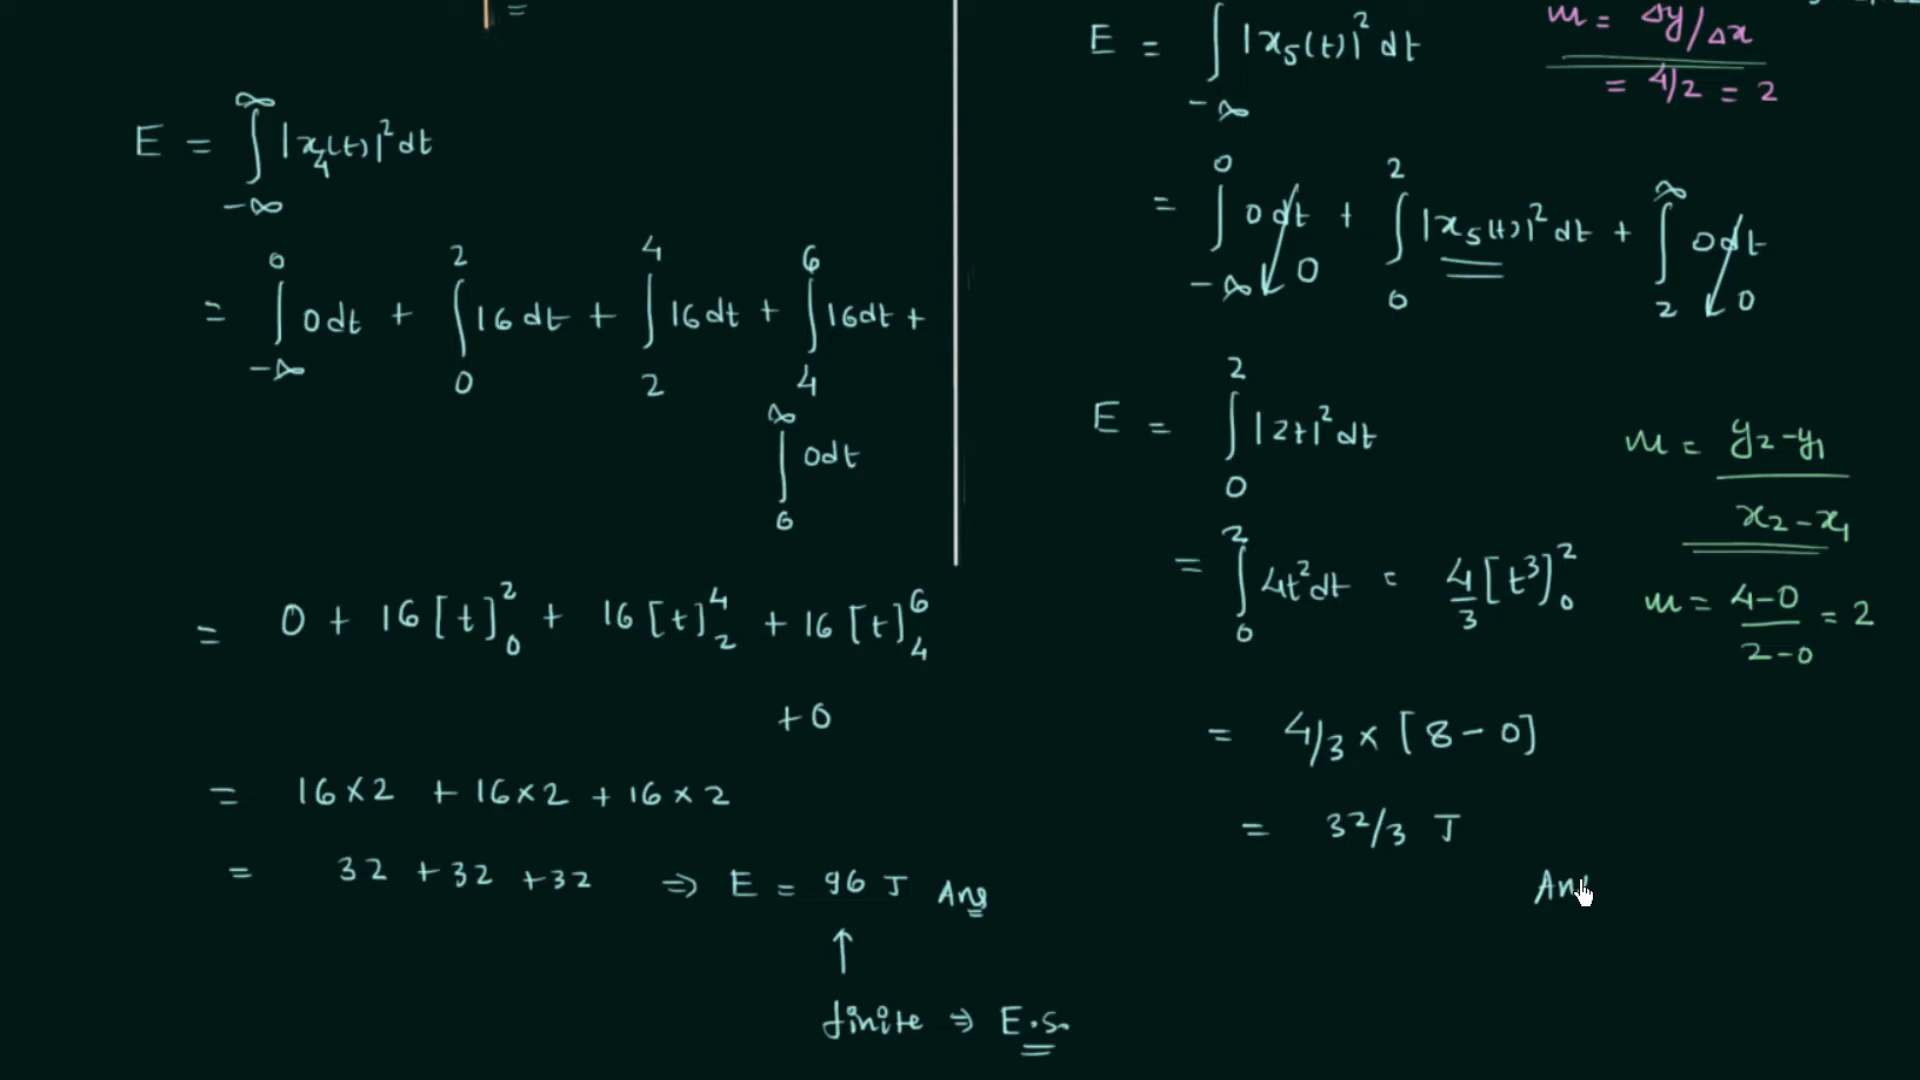 =
E = ∫_{-∞}^{∞} |x₄(t)|² dt
= ∫_{-∞}^{0} 0 dt + ∫_{0}^{2} 16 dt + ∫_{2}^{4} 16 dt + ∫_{4}^{6} 16 dt +
∫_{6}^{∞} 0 dt
= 0 + 16 [t]_{0}^{2} + 16 [t]_{2}^{4} + 16 [t]_{4}^{6}
+ 0
= 16×2 + 16×2 + 16×2
= 32 + 32 + 32 ⇒ E = 96 J Ans
↑
finite ⇒ E.S.
E = ∫_{-∞} |x₅(t)|² dt
= ∫_{-∞}^{0} 0 dt + ∫_{0}^{2} |x₅(t)|² dt + ∫_{2}^{∞} 0 dt
0
0
E = ∫_{0}^{2} |2t|² dt
= ∫_{0}^{2} 4t² dt = 4/3 [t³]_{0}^{2}
= 4/3 × [8 - 0]
= 32/3 J
Ans
m = Δy/Δx
= 4/2 = 2
m = y₂-y₁
x₂-x₁
m = 4-0 = 2
2-0